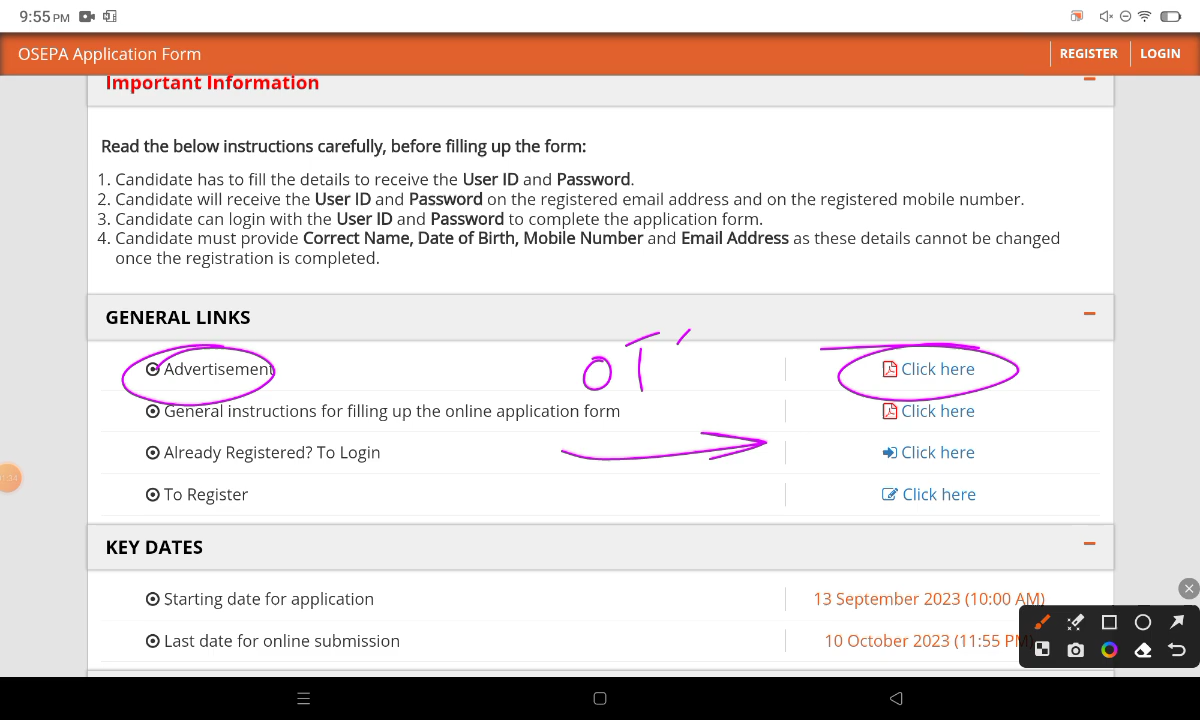 9:55 PM
OSEPA Application Form
REGISTER
LOGIN
Important Information
Read the below instructions carefully, before filling up the form:
1. Candidate has to fill the details to receive the User ID and Password.
2. Candidate will receive the User ID and Password on the registered email address and on the registered mobile number.
3. Candidate can login with the User ID and Password to complete the application form.
4. Candidate must provide Correct Name, Date of Birth, Mobile Number and Email Address as these details cannot be changed
once the registration is completed.
GENERAL LINKS
OT
Advertisement Click here
General instructions for filling up the online application form Click here
Already Registered? To Login Click here
To Register Click here
KEY DATES
Starting date for application 13 September 2023 (10:00 AM)
Last date for online submission 10 October 2023 (11:55 PM)